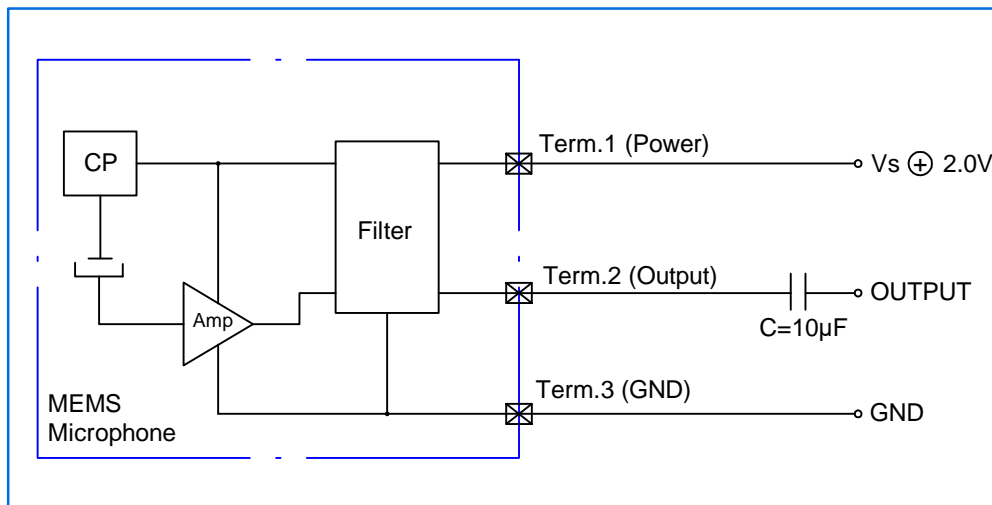 Term.1 (Power)
CP
Vs + 2.0V
Filter
Term.2 (Output)
OUTPUT
Amp
C=10µF
Term.3 (GND)
MEMS
Microphone
GND